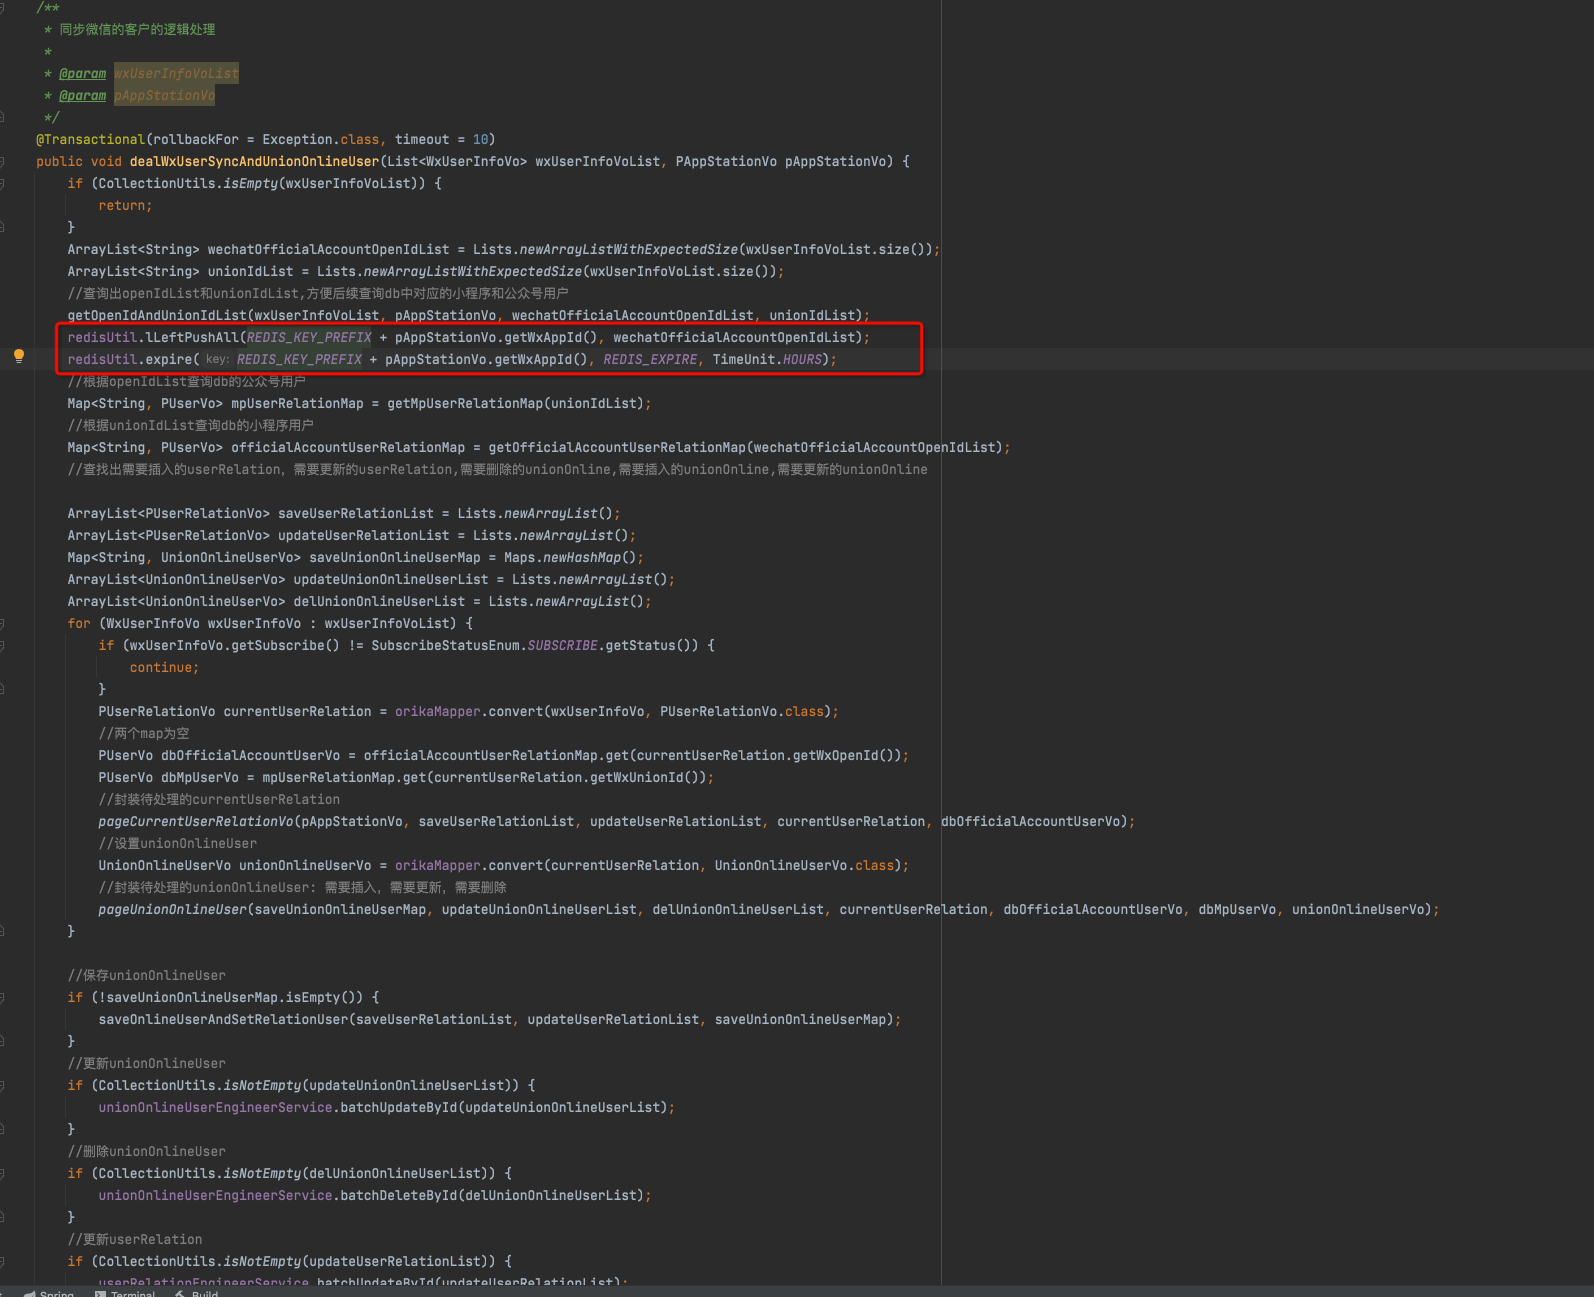 /**
 * 同步微信的客户的逻辑处理
 *
 * @param wxUserInfoVoList
 * @param pAppStationVo
 */
@Transactional(rollbackFor = Exception.class, timeout = 10)
public void dealWxUserSyncAndUnionOnlineUser(List<WxUserInfoVo> wxUserInfoVoList, PAppStationVo pAppStationVo) {
    if (CollectionUtils.isEmpty(wxUserInfoVoList)) {
        return;
    }
    ArrayList<String> wechatOfficialAccountOpenIdList = Lists.newArrayListWithExpectedSize(wxUserInfoVoList.size());
    ArrayList<String> unionIdList = Lists.newArrayListWithExpectedSize(wxUserInfoVoList.size());
    //查询出openIdList和unionIdList,方便后续查询db中对应的小程序和公众号用户
    getOpenIdAndUnionIdList(wxUserInfoVoList, pAppStationVo, wechatOfficialAccountOpenIdList, unionIdList);
    redisUtil.lLeftPushAll(REDIS_KEY_PREFIX + pAppStationVo.getWxAppId(), wechatOfficialAccountOpenIdList);
    redisUtil.expire( key: REDIS_KEY_PREFIX + pAppStationVo.getWxAppId(), REDIS_EXPIRE, TimeUnit.HOURS);
    //根据openIdList查询db的公众号用户
    Map<String, PUserVo> mpUserRelationMap = getMpUserRelationMap(unionIdList);
    //根据unionIdList查询db的小程序用户
    Map<String, PUserVo> officialAccountUserRelationMap = getOfficialAccountUserRelationMap(wechatOfficialAccountOpenIdList);
    //查找出需要插入的userRelation，需要更新的userRelation,需要删除的unionOnline,需要插入的unionOnline,需要更新的unionOnline
    ArrayList<PUserRelationVo> saveUserRelationList = Lists.newArrayList();
    ArrayList<PUserRelationVo> updateUserRelationList = Lists.newArrayList();
    Map<String, UnionOnlineUserVo> saveUnionOnlineUserMap = Maps.newHashMap();
    ArrayList<UnionOnlineUserVo> updateUnionOnlineUserList = Lists.newArrayList();
    ArrayList<UnionOnlineUserVo> delUnionOnlineUserList = Lists.newArrayList();
    for (WxUserInfoVo wxUserInfoVo : wxUserInfoVoList) {
        if (wxUserInfoVo.getSubscribe() != SubscribeStatusEnum.SUBSCRIBE.getStatus()) {
            continue;
        }
        PUserRelationVo currentUserRelation = orikaMapper.convert(wxUserInfoVo, PUserRelationVo.class);
        //两个map为空
        PUserVo dbOfficialAccountUserVo = officialAccountUserRelationMap.get(currentUserRelation.getWxOpenId());
        PUserVo dbMpUserVo = mpUserRelationMap.get(currentUserRelation.getWxUnionId());
        //封装待处理的currentUserRelation
        pageCurrentUserRelationVo(pAppStationVo, saveUserRelationList, updateUserRelationList, currentUserRelation, dbOfficialAccountUserVo);
        //设置unionOnlineUser
        UnionOnlineUserVo unionOnlineUserVo = orikaMapper.convert(currentUserRelation, UnionOnlineUserVo.class);
        //封装待处理的unionOnlineUser: 需要插入，需要更新，需要删除
        pageUnionOnlineUser(saveUnionOnlineUserMap, updateUnionOnlineUserList, delUnionOnlineUserList, currentUserRelation, dbOfficialAccountUserVo, dbMpUserVo, unionOnlineUserVo);
    }
    //保存unionOnlineUser
    if (!saveUnionOnlineUserMap.isEmpty()) {
        saveOnlineUserAndSetRelationUser(saveUserRelationList, updateUserRelationList, saveUnionOnlineUserMap);
    }
    //更新unionOnlineUser
    if (CollectionUtils.isNotEmpty(updateUnionOnlineUserList)) {
        unionOnlineUserEngineerService.batchUpdateById(updateUnionOnlineUserList);
    }
    //删除unionOnlineUser
    if (CollectionUtils.isNotEmpty(delUnionOnlineUserList)) {
        unionOnlineUserEngineerService.batchDeleteById(delUnionOnlineUserList);
    }
    //更新userRelation
    if (CollectionUtils.isNotEmpty(updateUserRelationList)) {
        userRelationEngineerService.batchUpdateById(updateUserRelationList);
Spring Terminal Build